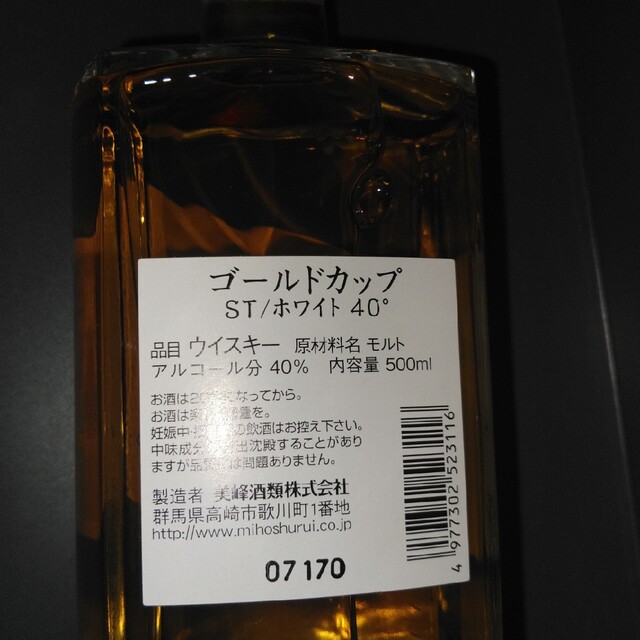 ゴールドカップ
ST/ホワイト 40°
品目 ウイスキー 原材料名 モルト
アルコール分 40% 内容量 500ml
お酒は20 になってから。
お酒は 量を。
妊娠中 の飲酒はお控え下さい。
中味成分 出沈殿することがあり
ますが品 は問題ありません。
製造者 美峰酒類株式会社
群馬県高崎市歌川町1番地
http://www.mihoshurui.co.jp
07170
4 977302 523116